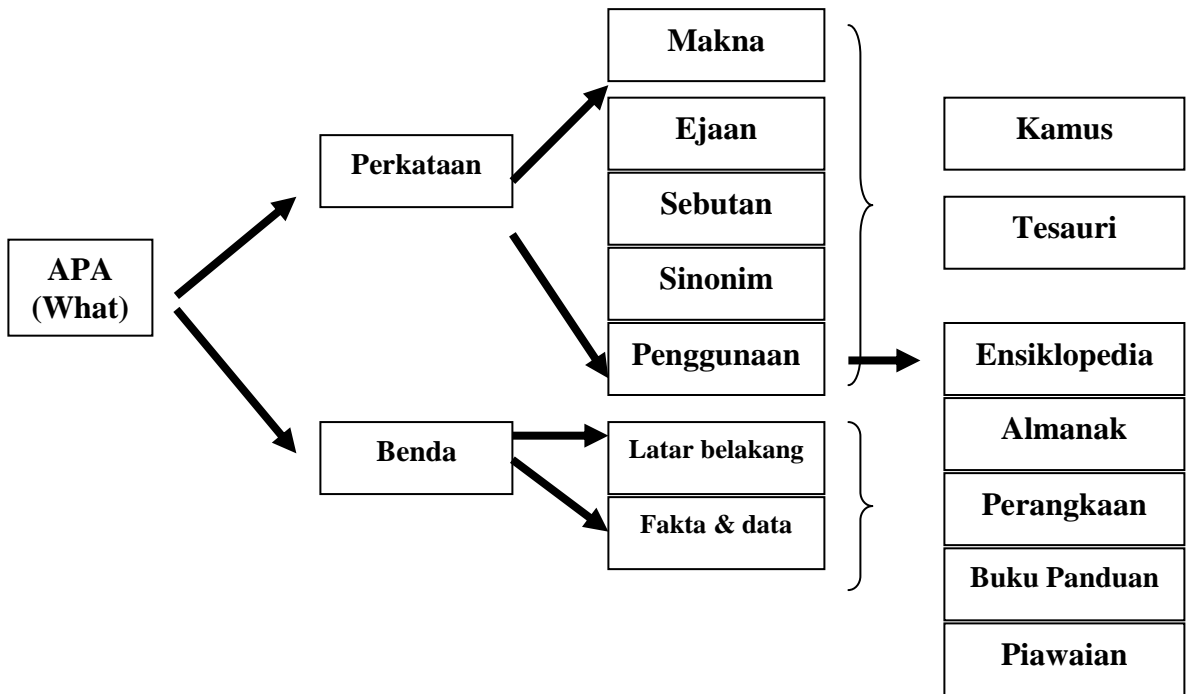 APA
(What)
Perkataan
Benda
Makna
Ejaan
Sebutan
Sinonim
Penggunaan
Latar belakang
Fakta & data
Kamus
Tesauri
Ensiklopedia
Almanak
Perangkaan
Buku Panduan
Piawaian